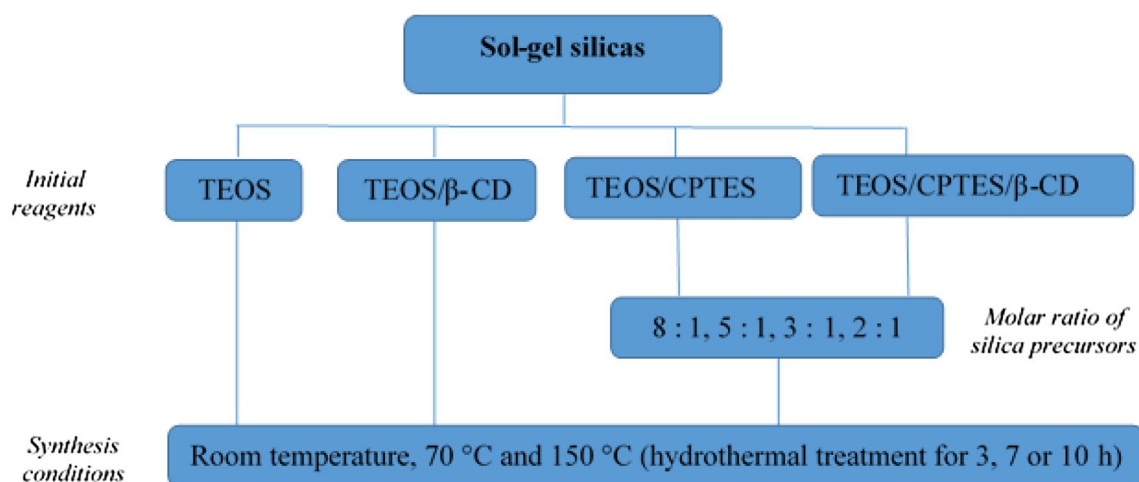 Sol-gel silicas
Initial
reagents
TEOS
TEOS/β-CD
TEOS/CPTES
TEOS/CPTES/β-CD
8 : 1, 5 : 1, 3 : 1, 2 : 1
Molar ratio of
silica precursors
Synthesis
conditions
Room temperature, 70 °C and 150 °C (hydrothermal treatment for 3, 7 or 10 h)